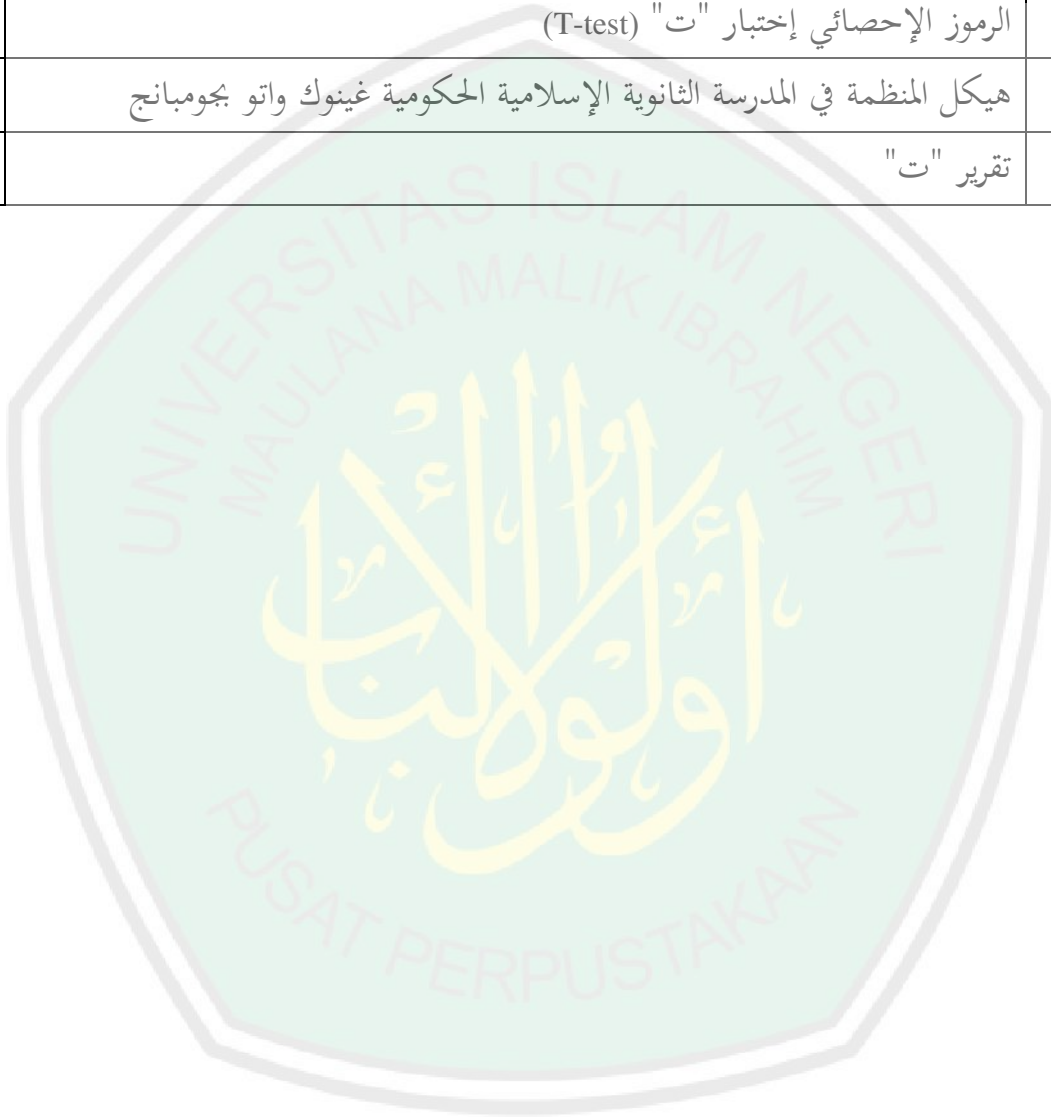 الرموز الإحصائي إختبار "ت" (T-test)
هيكل المنظمة في المدرسة الثانوية الإسلامية الحكومية غينوك واتو بجومبانج
تقرير "ت"
UNIVERSITAS ISLAM NEGERI
MAULANA MALIK IBRAHIM
أولوا الألباب
PUSAT PERPUSTAKAAN